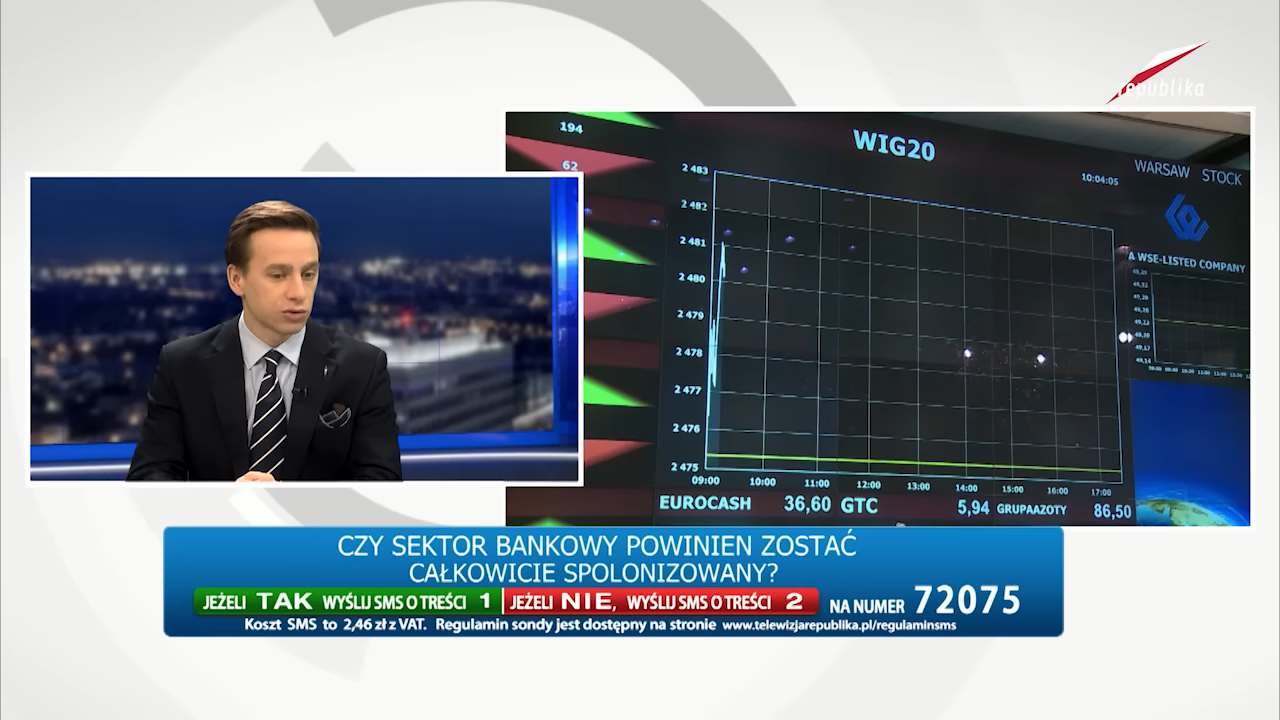 republika
194
62
WIG20
10:04:05
WARSAW STOCK
A WSE-LISTED COMPANY
2 483
2 482
2 481
2 480
2 479
2 478
2 477
2 476
2 475
09:00 10:00 11:00 12:00 13:00 14:00 15:00 16:00 17:00
EUROCASH 36,60 GTC 5,94 GRUPAAZOTY 86,50
CZY SEKTOR BANKOWY POWINIEN ZOSTAĆ
CAŁKOWICIE SPOLONIZOWANY?
JEŻELI TAK WYŚLIJ SMS O TREŚCI 1 JEŻELI NIE, WYŚLIJ SMS O TREŚCI 2 NA NUMER 72075
Koszt SMS to 2,46 zł z VAT. Regulamin sondy jest dostępny na stronie www.telewizjarepublika.pl/regulaminsms